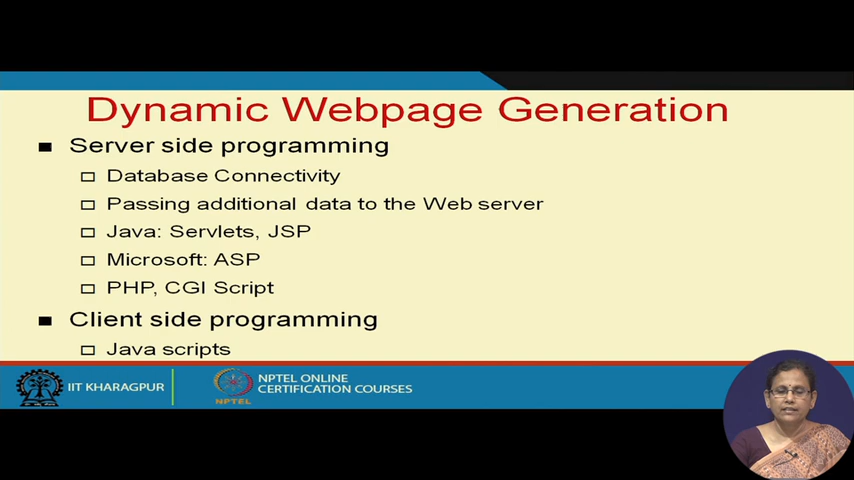 Dynamic Webpage Generation
Server side programming
Database Connectivity
Passing additional data to the Web server
Java: Servlets, JSP
Microsoft: ASP
PHP, CGI Script
Client side programming
Java scripts
IIT KHARAGPUR
NPTEL
NPTEL ONLINE
CERTIFICATION COURSES